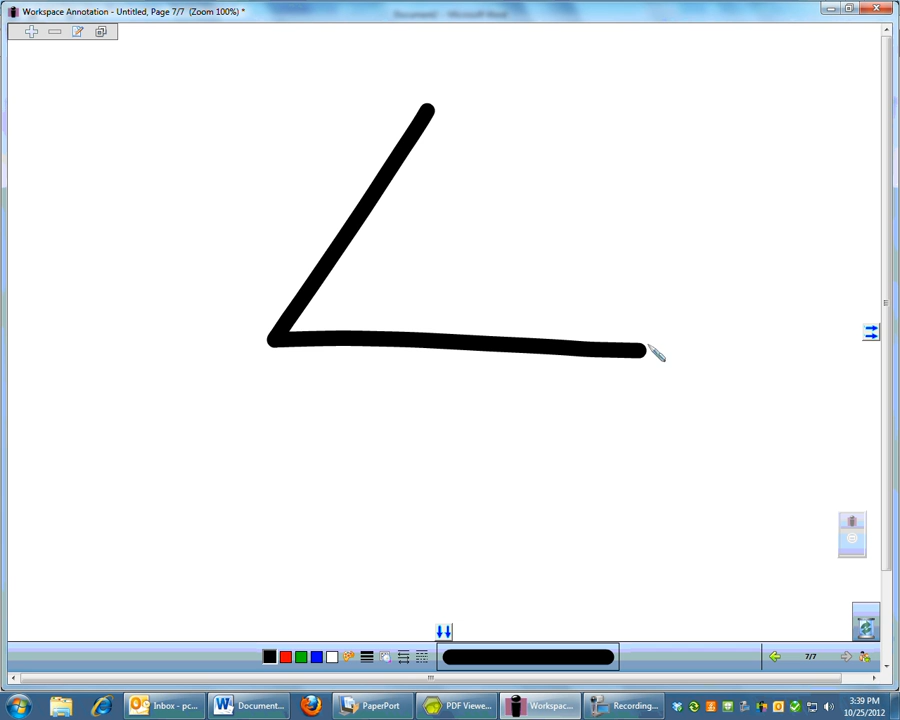 Workspace Annotation - Untitled, Page 7/7 (Zoom 100%) *
Document1 - Microsoft Word
7/7
Inbox - pc...
Document...
PaperPort
PDF Viewe...
Workspac...
Recording...
3:39 PM
10/25/2012